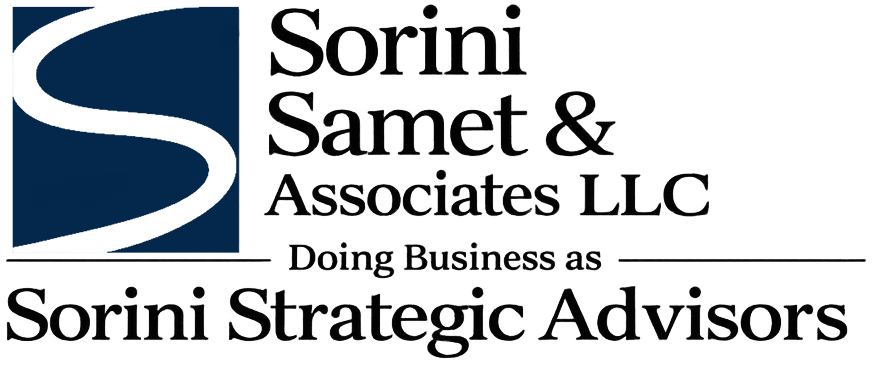 Sorini
Samet &
Associates LLC
Doing Business as
Sorini Strategic Advisors